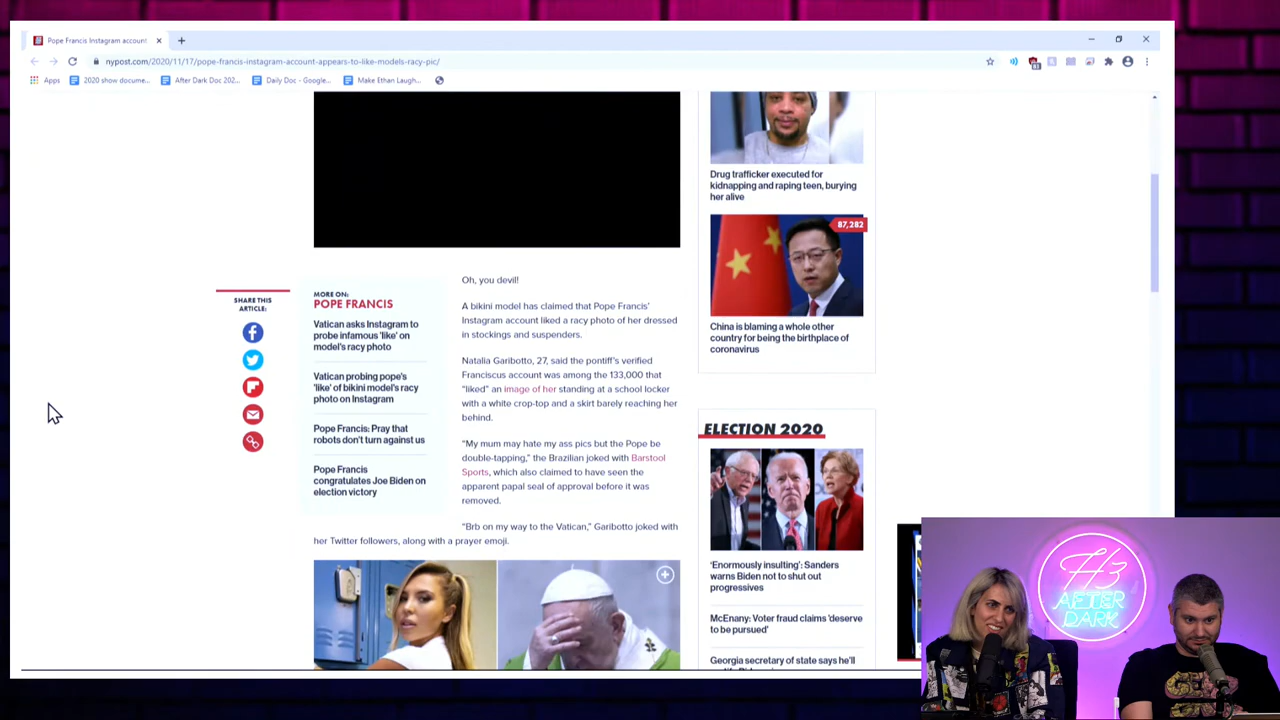 Pope Francis Instagram account
nypost.com/2020/11/17/pope-francis-instagram-account-appears-to-like-models-racy-pic/
Apps
2020 show docume...
After Dark Doc 202...
Daily Doc - Google...
Make Ethan Laugh...
SHARE THIS
ARTICLE:
MORE ON:
POPE FRANCIS
Vatican asks Instagram to
probe infamous 'like' on
model's racy photo
Vatican probing pope's
'like' of bikini model's racy
photo on Instagram
Pope Francis: Pray that
robots don't turn against us
Pope Francis
congratulates Joe Biden on
election victory
Oh, you devil!
A bikini model has claimed that Pope Francis'
Instagram account liked a racy photo of her dressed
in stockings and suspenders.
Natalia Garibotto, 27, said the pontiff's verified
Franciscus account was among the 133,000 that
"liked" an image of her standing at a school locker
with a white crop-top and a skirt barely reaching her
behind.
"My mum may hate my ass pics but the Pope be
double-tapping," the Brazilian joked with Barstool
Sports, which also claimed to have seen the
apparent papal seal of approval before it was
removed.
"Brb on my way to the Vatican," Garibotto joked with
her Twitter followers, along with a prayer emoji.
Drug trafficker executed for
kidnapping and raping teen, burying
her alive
87,282
China is blaming a whole other
country for being the birthplace of
coronavirus
ELECTION 2020
'Enormously insulting': Sanders
warns Biden not to shut out
progressives
McEnany: Voter fraud claims 'deserve
to be pursued'
Georgia secretary of state says he'll
H3
AFTER
DARK